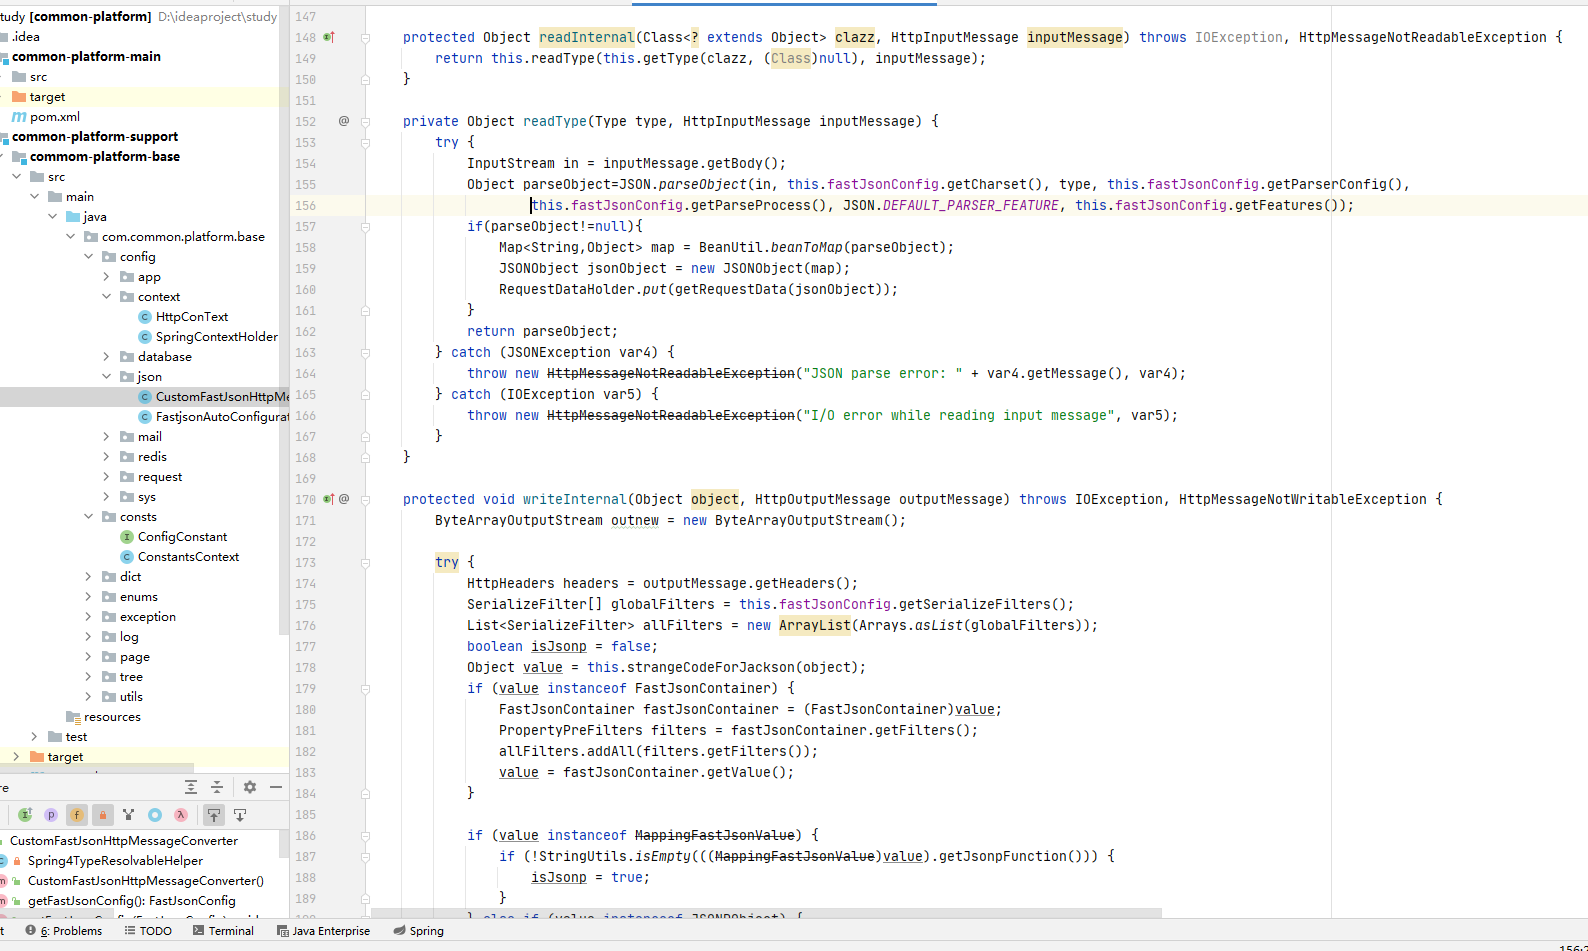 tudy [common-platform] D:\ideaproject\study
.idea
common-platform-main
src
target
pom.xml
common-platform-support
commom-platform-base
src
main
java
com.common.platform.base
config
app
context
HttpConText
SpringContextHolder
database
json
CustomFastJsonHttpMe
FastjsonAutoConfigurat
mail
redis
request
sys
consts
ConfigConstant
ConstantsContext
dict
enums
exception
log
page
tree
utils
resources
test
target
re
CustomFastJsonHttpMessageConverter
Spring4TypeResolvableHelper
CustomFastJsonHttpMessageConverter()
getFastJsonConfig(): FastJsonConfig
147
148 protected Object readInternal(Class<? extends Object> clazz, HttpInputMessage inputMessage) throws IOException, HttpMessageNotReadableException {
149 return this.readType(this.getType(clazz, (Class)null), inputMessage);
150 }
151
152 @ private Object readType(Type type, HttpInputMessage inputMessage) {
153 try {
154 InputStream in = inputMessage.getBody();
155 Object parseObject=JSON.parseObject(in, this.fastJsonConfig.getCharset(), type, this.fastJsonConfig.getParserConfig(),
156 this.fastJsonConfig.getParseProcess(), JSON.DEFAULT_PARSER_FEATURE, this.fastJsonConfig.getFeatures());
157 if(parseObject!=null){
158 Map<String,Object> map = BeanUtil.beanToMap(parseObject);
159 JSONObject jsonObject = new JSONObject(map);
160 RequestDataHolder.put(getRequestData(jsonObject));
161 }
162 return parseObject;
163 } catch (JSONException var4) {
164 throw new HttpMessageNotReadableException("JSON parse error: " + var4.getMessage(), var4);
165 } catch (IOException var5) {
166 throw new HttpMessageNotReadableException("I/O error while reading input message", var5);
167 }
168 }
169
170 @ protected void writeInternal(Object object, HttpOutputMessage outputMessage) throws IOException, HttpMessageNotWritableException {
171 ByteArrayOutputStream outnew = new ByteArrayOutputStream();
172
173 try {
174 HttpHeaders headers = outputMessage.getHeaders();
175 SerializeFilter[] globalFilters = this.fastJsonConfig.getSerializeFilters();
176 List<SerializeFilter> allFilters = new ArrayList(Arrays.asList(globalFilters));
177 boolean isJsonp = false;
178 Object value = this.strangeCodeForJackson(object);
179 if (value instanceof FastJsonContainer) {
180 FastJsonContainer fastJsonContainer = (FastJsonContainer)value;
181 PropertyPreFilters filters = fastJsonContainer.getFilters();
182 allFilters.addAll(filters.getFilters());
183 value = fastJsonContainer.getValue();
184 }
185
186 if (value instanceof MappingFastJsonValue) {
187 if (!StringUtils.isEmpty(((MappingFastJsonValue)value).getJsonpFunction())) {
188 isJsonp = true;
189 }
} else if (value instanceof JSONPObject) {
t 6: Problems TODO Terminal Java Enterprise Spring